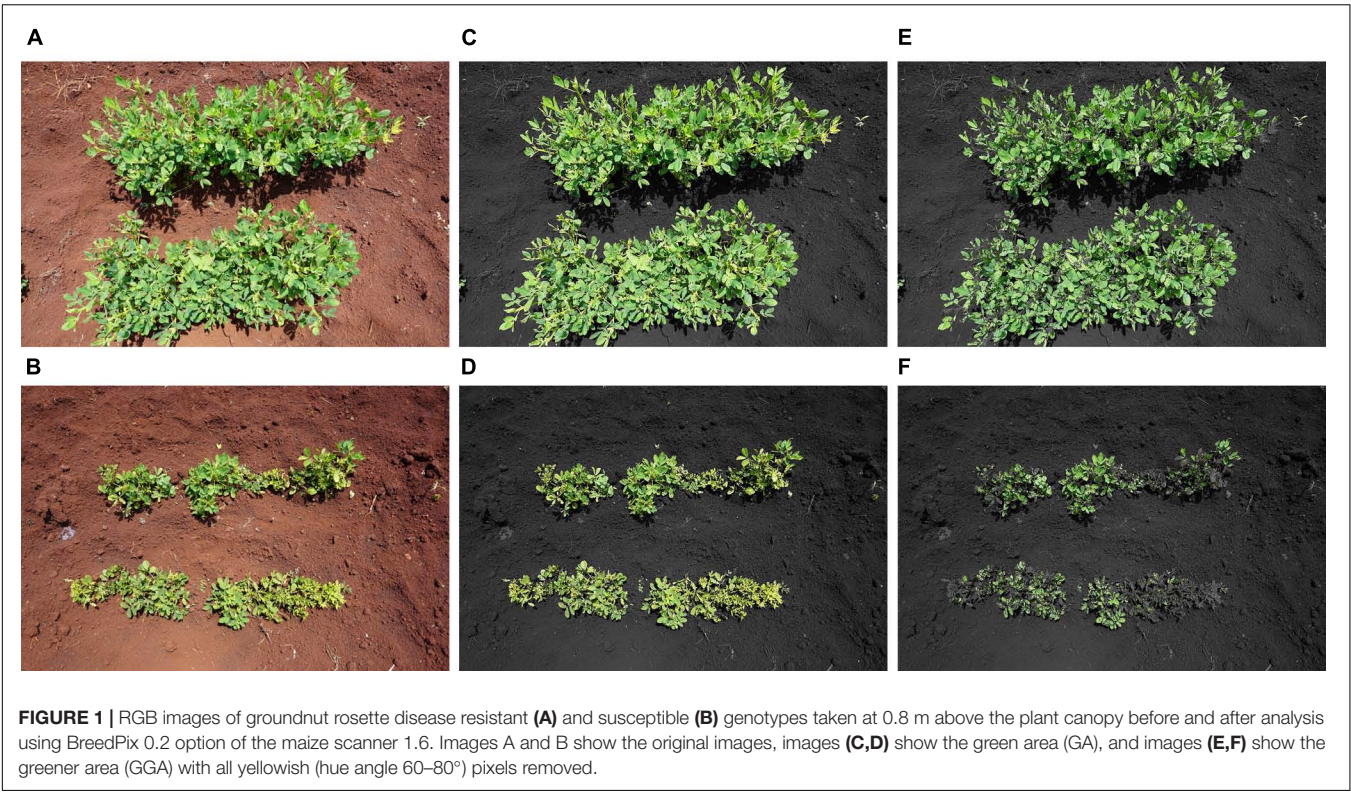 A
C
E
B
D
F
FIGURE 1 | RGB images of groundnut rosette disease resistant (A) and susceptible (B) genotypes taken at 0.8 m above the plant canopy before and after analysis
using BreedPix 0.2 option of the maize scanner 1.6. Images A and B show the original images, images (C,D) show the green area (GA), and images (E,F) show the
greener area (GGA) with all yellowish (hue angle 60–80°) pixels removed.